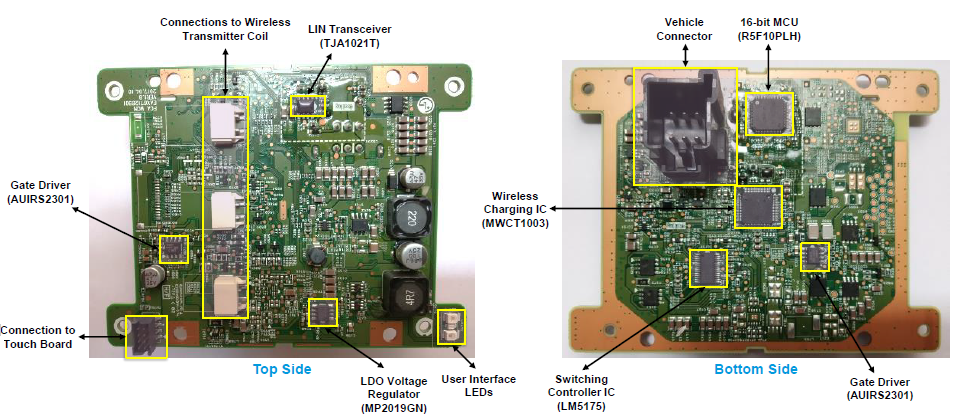 Connections to Wireless
Transmitter Coil
LIN Transceiver
(TJA1021T)
Vehicle
Connector
16-bit MCU
(R5F10PLH)
Gate Driver
(AUIRS2301)
Wireless
Charging IC
(MWCT1003)
220
4R7
Connection to
Touch Board
Top Side
LDO Voltage
Regulator
(MP2019GN)
User Interface
LEDs
Switching
Controller IC
(LM5175)
Bottom Side
Gate Driver
(AUIRS2301)